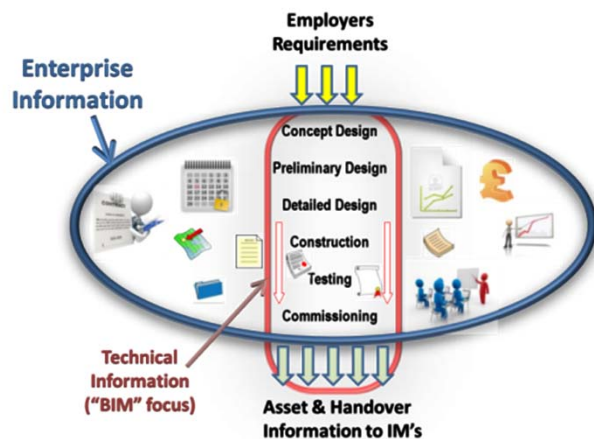 Employers
Requirements
Enterprise
Information
Concept Design
Preliminary Design
Detailed Design
Construction
Testing
Commissioning
Technical
Information
(“BIM” focus)
Asset & Handover
Information to IM’s